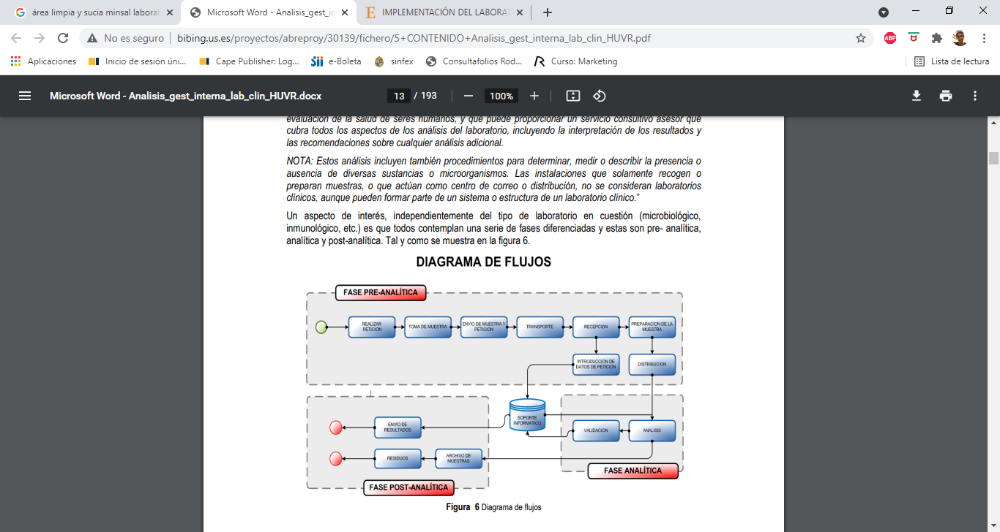 área limpia y sucia minsal laborat
Microsoft Word - Analisis_gest_in
IMPLEMENTACIÓN DEL LABORAT
No es seguro
bibing.us.es/proyectos/abreproy/30139/fichero/5+CONTENIDO+Analisis_gest_interna_lab_clin_HUVR.pdf
ABP
Aplicaciones
Inicio de sesión úni...
Cape Publisher: Log...
Sii e-Boleta
sinfex
Consultafolios Rod...
Curso: Marketing
Lista de lectura
Microsoft Word - Analisis_gest_interna_lab_clin_HUVR.docx
13 / 193
100%
evaluación de la salud de seres humanos, y que puede proporcionar un servicio consultivo asesor que
cubra todos los aspectos de los análisis del laboratorio, incluyendo la interpretación de los resultados y
las recomendaciones sobre cualquier análisis adicional.
NOTA: Estos análisis incluyen también procedimientos para determinar, medir o describir la presencia o
ausencia de diversas sustancias o microorganismos. Las instalaciones que solamente recogen o
preparan muestras, o que actúan como centro de correo o distribución, no se consideran laboratorios
clínicos, aunque pueden formar parte de un sistema o estructura de un laboratorio clínico.”
Un aspecto de interés, independientemente del tipo de laboratorio en cuestión (microbiológico,
inmunológico, etc.) es que todos contemplan una serie de fases diferenciadas y estas son pre- analítica,
analítica y post-analítica. Tal y como se muestra en la figura 6.
DIAGRAMA DE FLUJOS
FASE PRE-ANALÍTICA
REALIZAR
PETICION
TOMA DE MUESTRA
ENVIO DE MUESTRA Y
PETICION
TRANSPORTE
RECEPCION
PREPARACION DE LA
MUESTRA
INTRODUCCION DE
DATOS DE PETICION
DISTRIBUCION
SOPORTE
INFORMATICO
ENVIO DE
RESULTADOS
VALIDACION
ANALISIS
RESIDUOS
ARCHIVO DE
MUESTRAS
FASE ANALÍTICA
FASE POST-ANALÍTICA
Figura 6 Diagrama de flujos